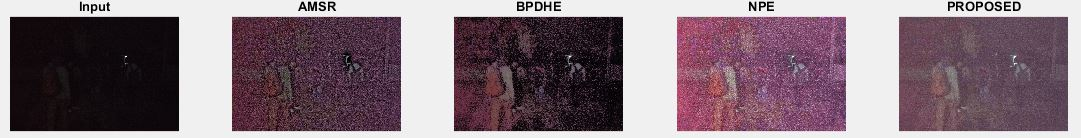 Input AMSR BPDHE NPE PROPOSED